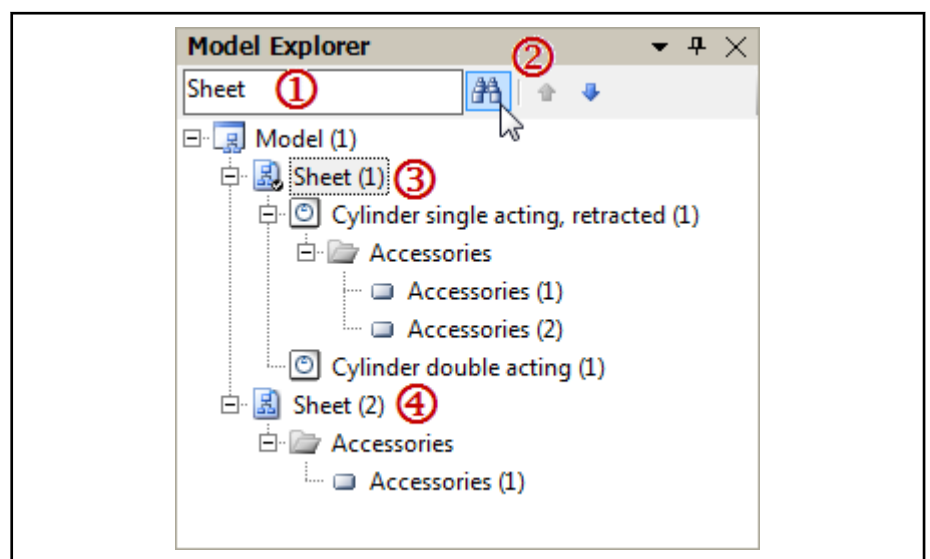 Model Explorer
②
Sheet ①
Model (1)
Sheet (1) ③
Cylinder single acting, retracted (1)
Accessories
Accessories (1)
Accessories (2)
Cylinder double acting (1)
Sheet (2) ④
Accessories
Accessories (1)